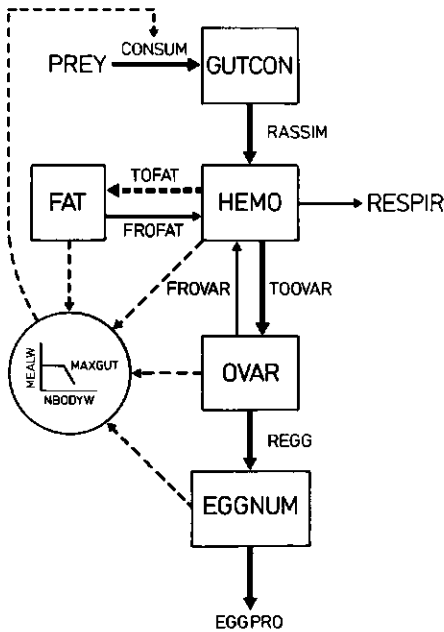 CONSUM
PREY
GUTCON
RASSIM
TOFAT
FAT
HEMO
RESPIR
FROFAT
FROVAR
TOOVAR
MEALW
MAXGUT
NBODYW
OVAR
REGG
EGGNUM
EGGPRO